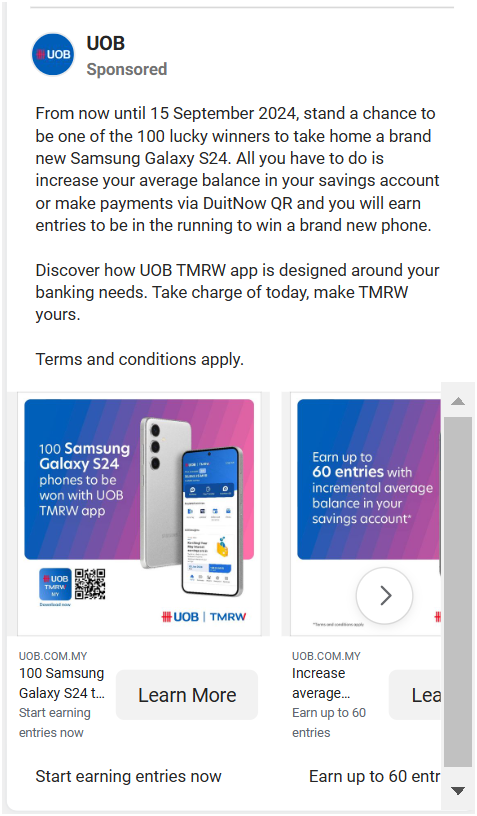 UOB
UOB
Sponsored
From now until 15 September 2024, stand a chance to
be one of the 100 lucky winners to take home a brand
new Samsung Galaxy S24. All you have to do is
increase your average balance in your savings account
or make payments via DuitNow QR and you will earn
entries to be in the running to win a brand new phone.
Discover how UOB TMRW app is designed around your
banking needs. Take charge of today, make TMRW
yours.
Terms and conditions apply.
100 Samsung
Galaxy S24
phones to be
won with UOB
TMRW app
UOB
TMRW
MY
Download now
UOB | TMRW
Earn up to
60 entries with
incremental average
balance in your
savings account*
*Terms and conditions apply.
UOB.COM.MY
100 Samsung
Galaxy S24 t...
Start earning
entries now
Learn More
UOB.COM.MY
Increase
average...
Earn up to 60
entries
Lea
Start earning entries now
Earn up to 60 entr